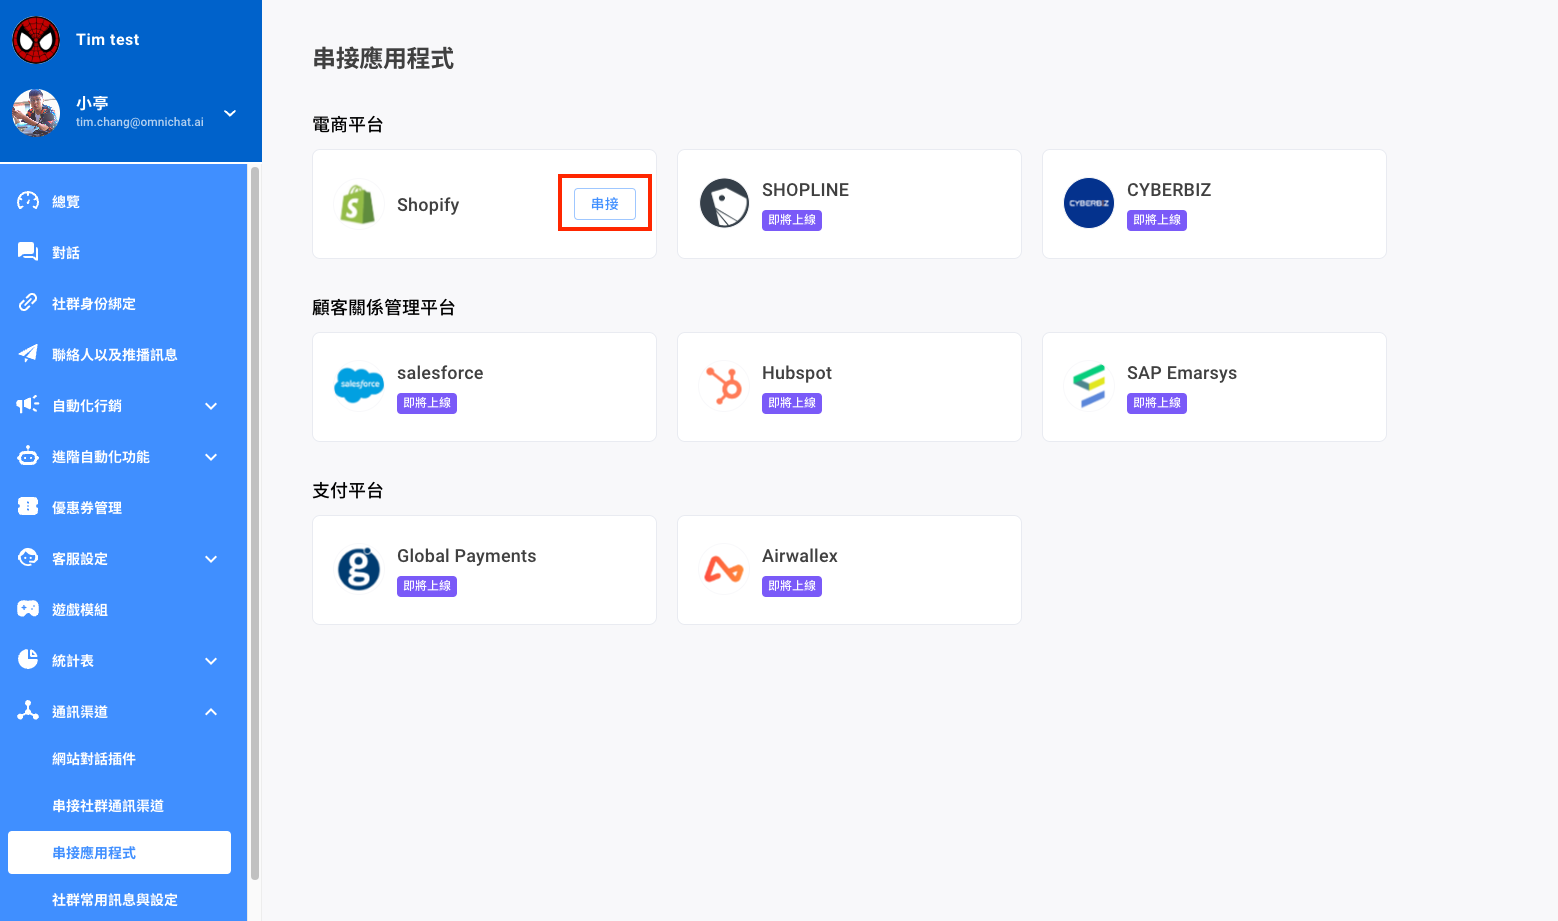 Tim test
小亭
tim.chang@omnichat.ai
總覽
對話
社群身份綁定
聯絡人以及推播訊息
自動化行銷
進階自動化功能
優惠券管理
客服設定
遊戲模組
統計表
通訊渠道
網站對話插件
串接社群通訊渠道
串接應用程式
社群常用訊息與設定
串接應用程式
電商平台
Shopify
串接
SHOPLINE
即將上線
CYBERBIZ
CYBERBIZ
即將上線
顧客關係管理平台
salesforce
salesforce
即將上線
Hubspot
即將上線
SAP Emarsys
即將上線
支付平台
g
Global Payments
即將上線
Airwallex
即將上線